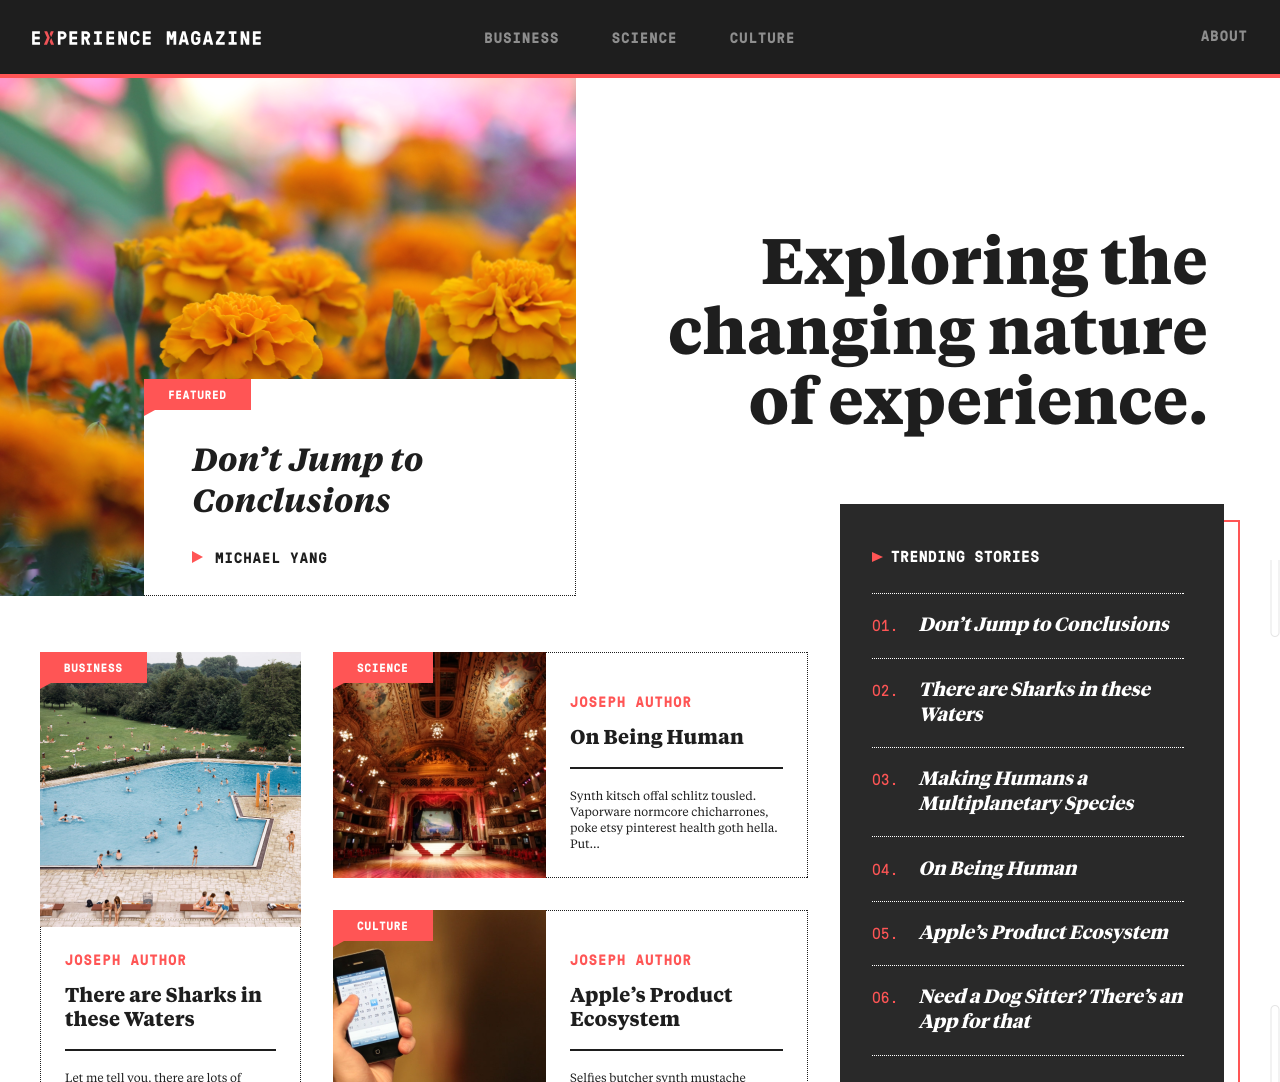 EXPERIENCE MAGAZINE
BUSINESS
SCIENCE
CULTURE
ABOUT
Exploring the
changing nature
of experience.
FEATURED
Don’t Jump to
Conclusions
MICHAEL YANG
BUSINESS
JOSEPH AUTHOR
There are Sharks in
these Waters
Let me tell you, there are lots of
SCIENCE
JOSEPH AUTHOR
On Being Human
Synth kitsch offal schlitz tousled.
Vaporware normcore chicharrones,
poke etsy pinterest health goth hella.
Put...
CULTURE
JOSEPH AUTHOR
Apple’s Product
Ecosystem
Selfies butcher synth mustache
TRENDING STORIES
01. Don’t Jump to Conclusions
02. There are Sharks in these
Waters
03. Making Humans a
Multiplanetary Species
04. On Being Human
05. Apple’s Product Ecosystem
06. Need a Dog Sitter? There’s an
App for that